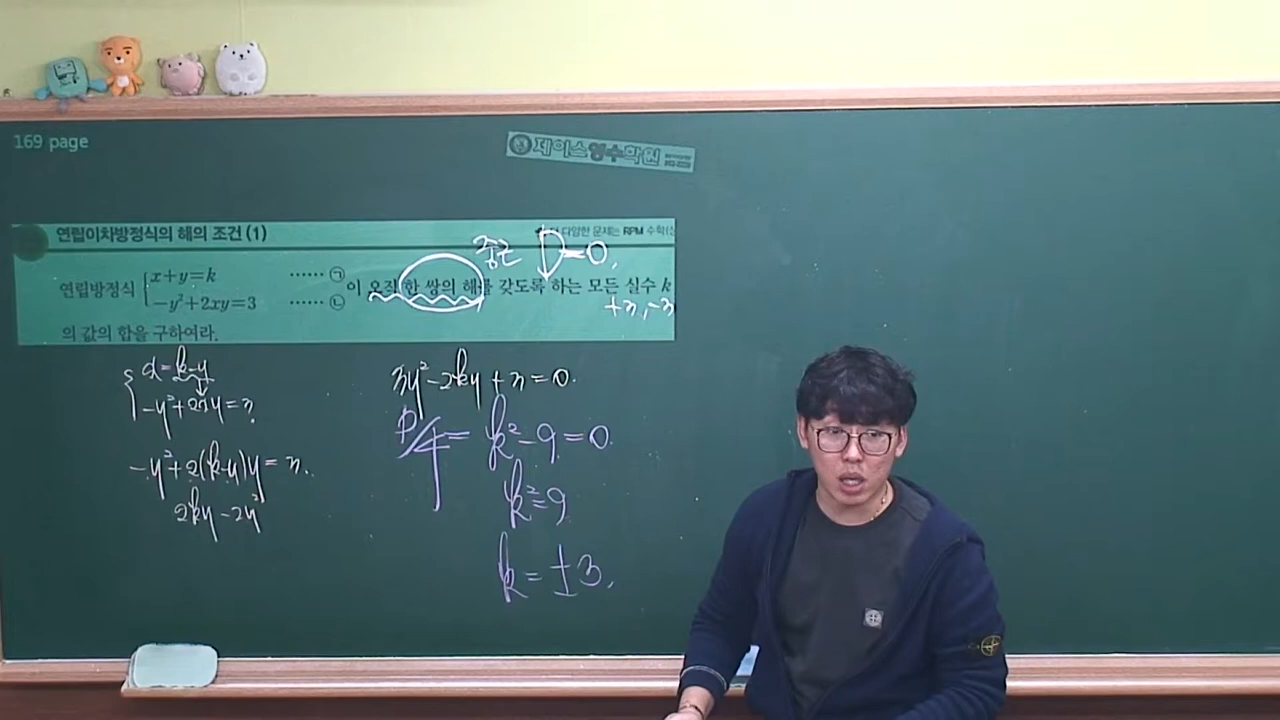 169 page
제이스영수학원
연립이차방정식의 해의 조건 (1)
다양한 문제는 RPM 수학(상
중근 D=0,
연립방정식 { x+y=k ······ ㉠
−y²+2xy=3 ······ ㉡ 이 오직 한 쌍의 해를 갖도록 하는 모든 실수 k
+3, -3
의 값의 합을 구하여라.
x=k-y
-y²+2xy=3
-y²+2(k-y)y=3.
2ky-2y²
3y²-2ky+3=0.
D/4=k²-9=0.
k²=9
k=±3.